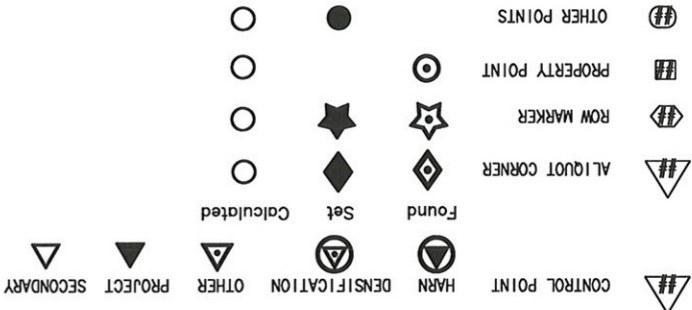 ## CONTROL POINT HARN DENSIFICATION OTHER PROJECT SECONDARY
Found Set Calculated
## ALIQUOT CORNER
## ROW MARKER
## PROPERTY POINT
## OTHER POINTS